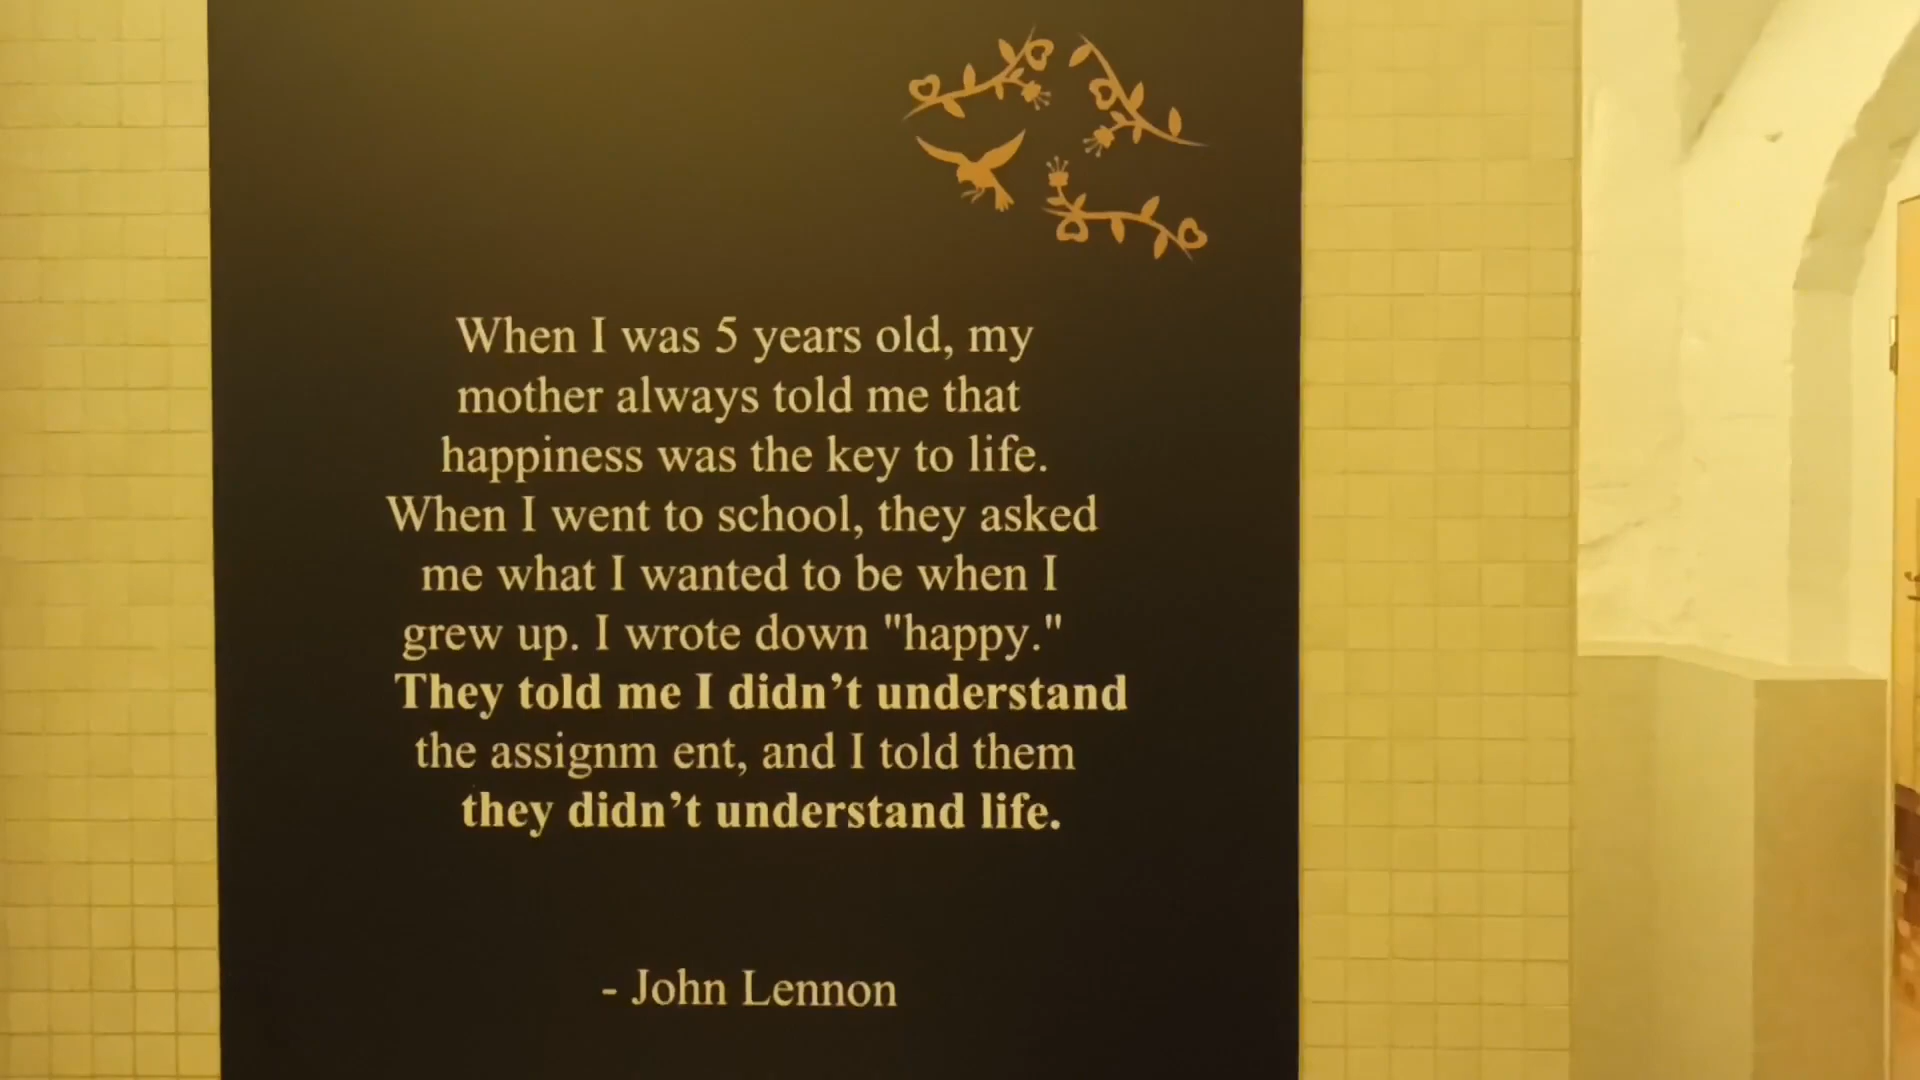 When I was 5 years old, my
mother always told me that
happiness was the key to life.
When I went to school, they asked
me what I wanted to be when I
grew up. I wrote down "happy."
They told me I didn’t understand
the assignm ent, and I told them
they didn’t understand life.
- John Lennon